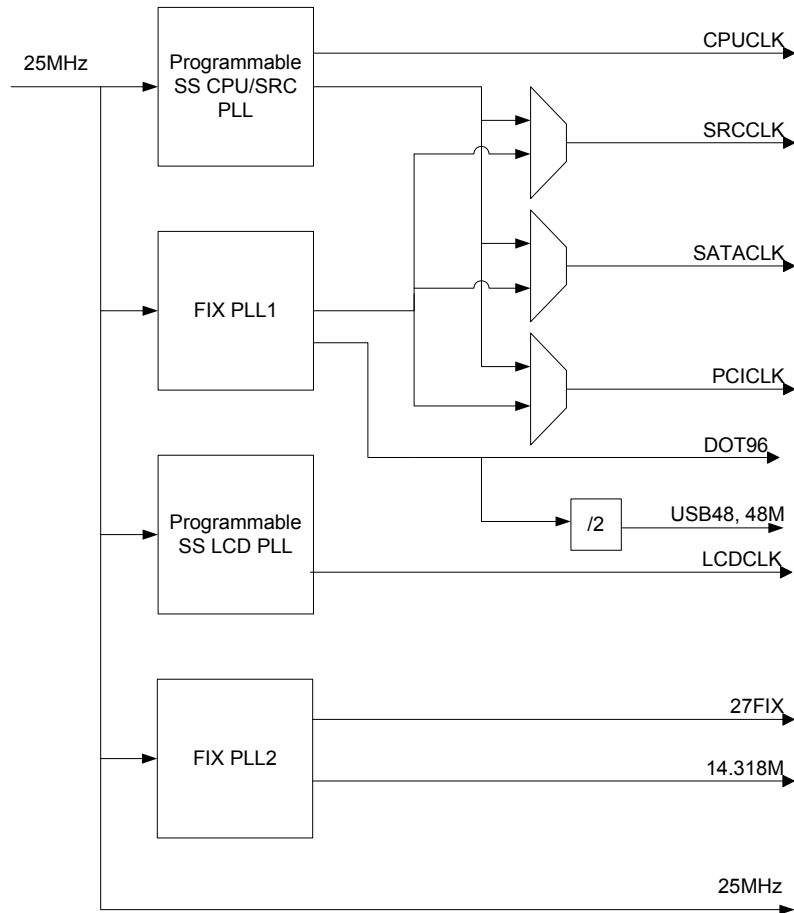 25MHz
Programmable
SS CPU/SRC
PLL
CPUCLK
SRCCLK
SATACLK
FIX PLL1
PCICLK
DOT96
Programmable
SS LCD PLL
/2
USB48, 48M
LCDCLK
FIX PLL2
27FIX
14.318M
25MHz